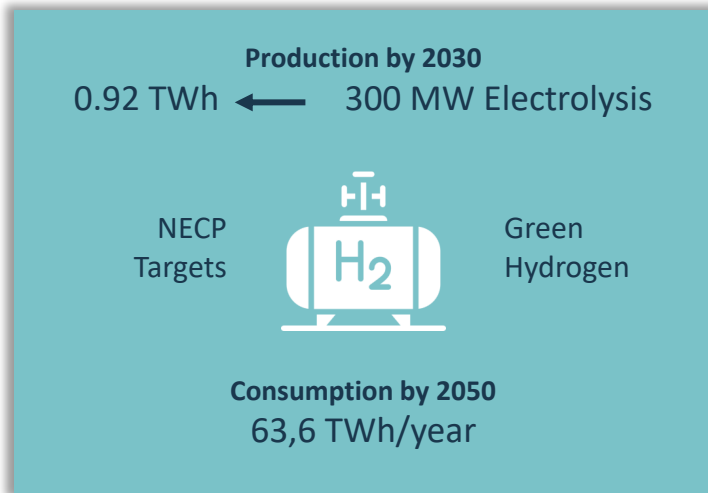 Production by 2030
0.92 TWh 300 MW Electrolysis
NECP
Targets
H2
Green
Hydrogen
Consumption by 2050
63,6 TWh/year